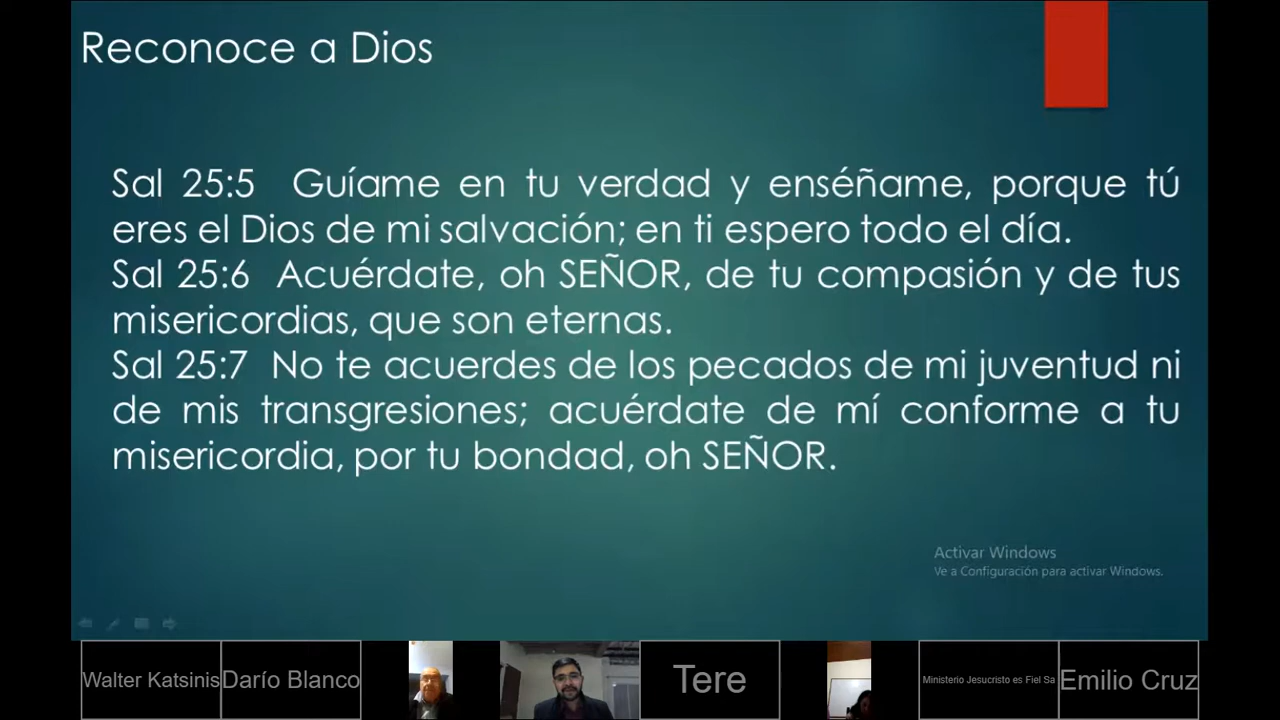 Reconoce a Dios
Sal 25:5 Guíame en tu verdad y enséñame, porque tú
eres el Dios de mi salvación; en ti espero todo el día.
Sal 25:6 Acuérdate, oh SEÑOR, de tu compasión y de tus
misericordias, que son eternas.
Sal 25:7 No te acuerdes de los pecados de mi juventud ni
de mis transgresiones; acuérdate de mí conforme a tu
misericordia, por tu bondad, oh SEÑOR.
Activar Windows
Ve a Configuración para activar Windows.
Walter Katsinis
Darío Blanco
Tere
Ministerio Jesucristo es Fiel Sa
Emilio Cruz